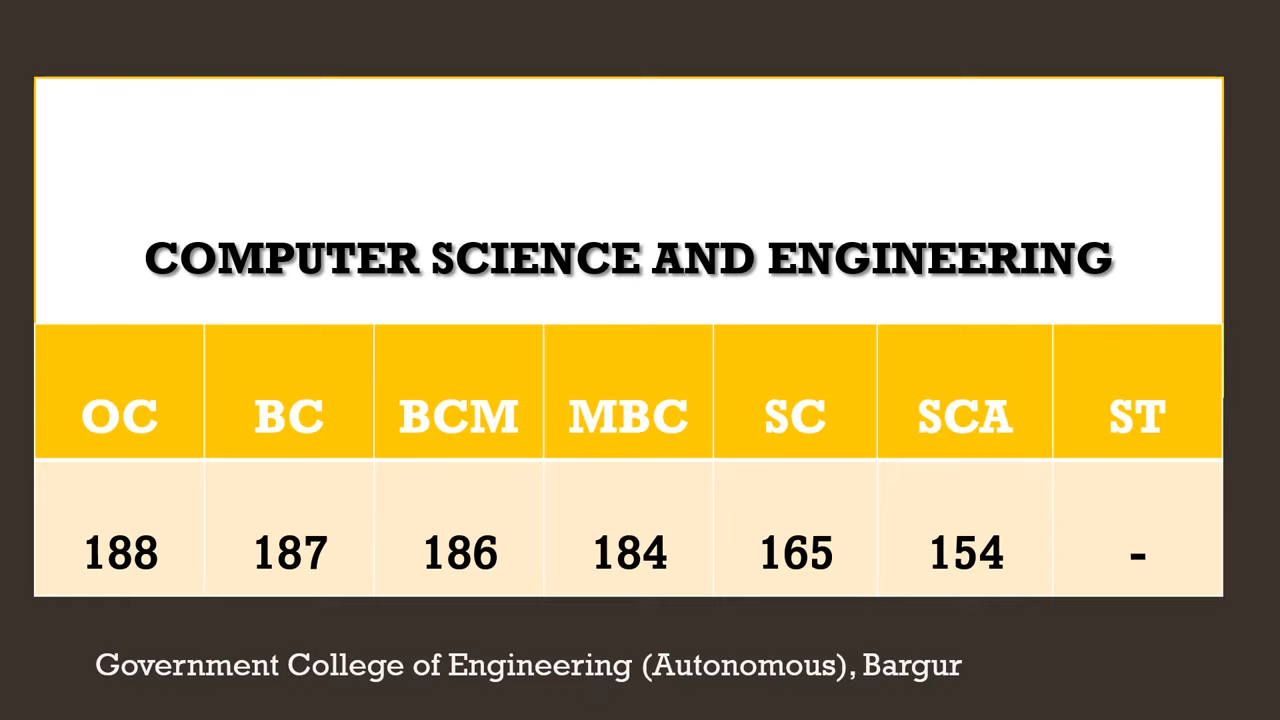 COMPUTER SCIENCE AND ENGINEERING
OC BC BCM MBC SC SCA ST
188 187 186 184 165 154 -
Government College of Engineering (Autonomous), Bargur